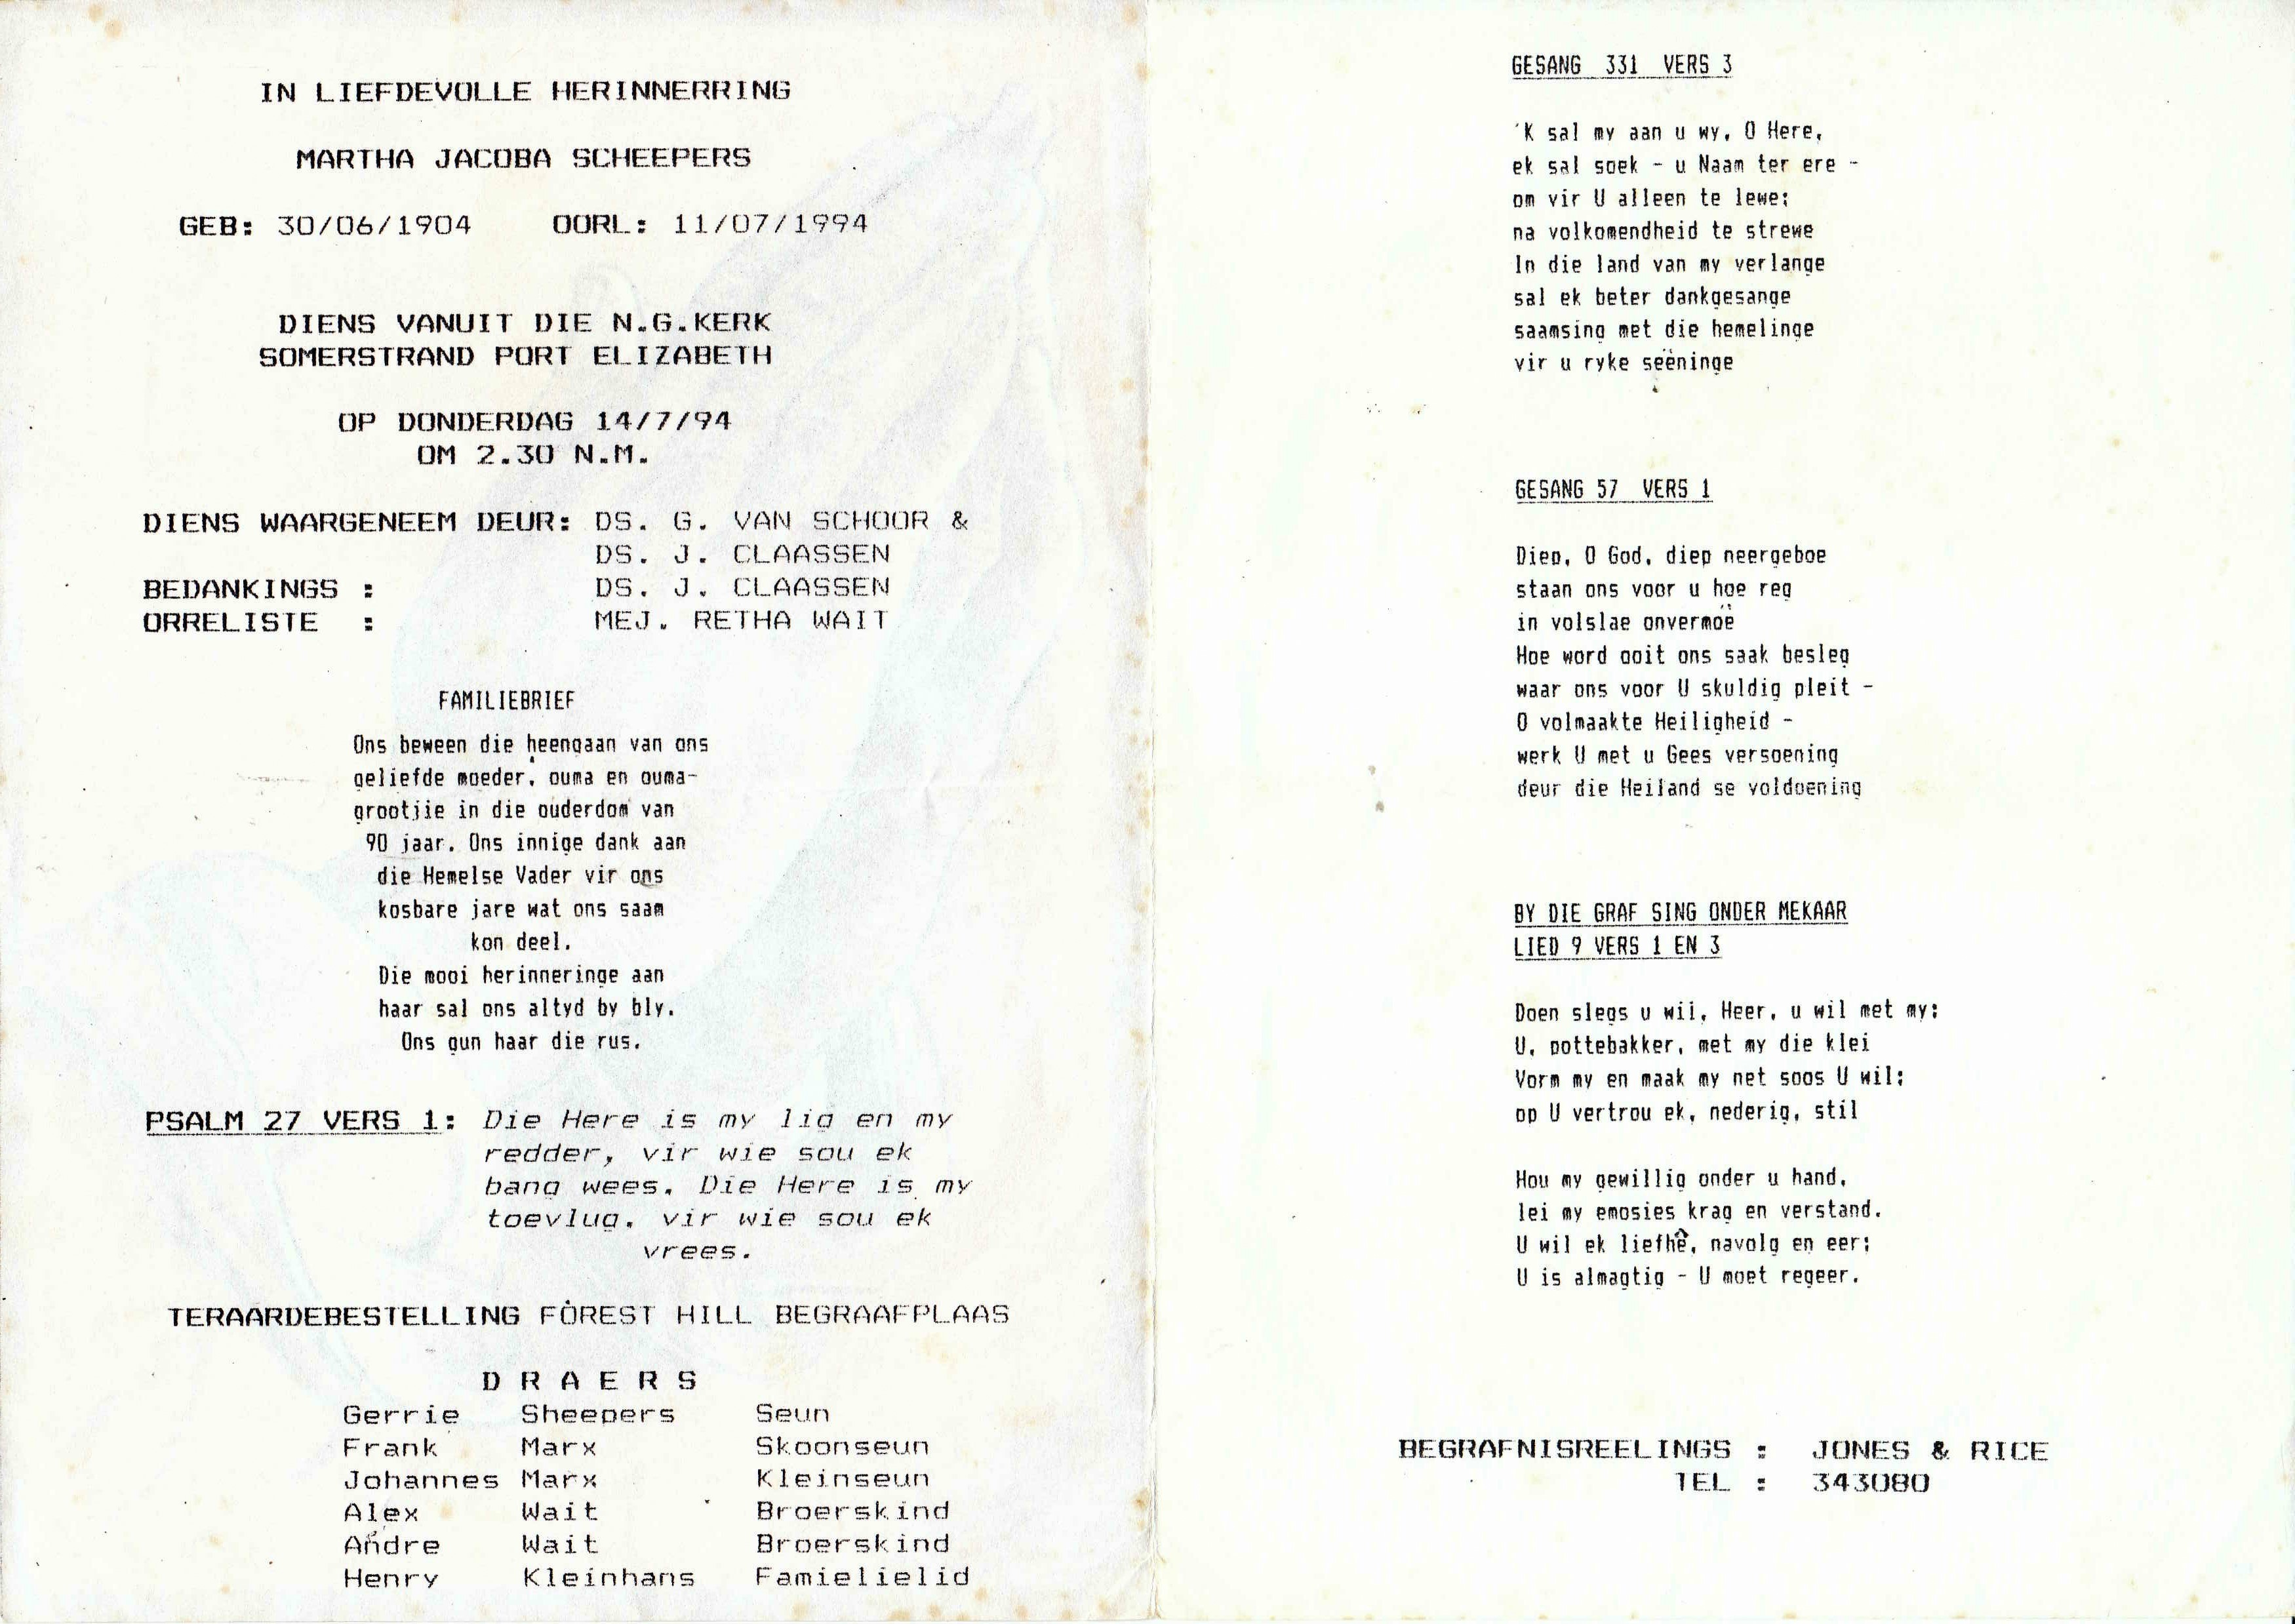 IN LIEFDEVOLLE HERINNERRING
MARTHA JACOBA SCHEEPERS
GEB: 30/06/1904 OORL: 11/07/1994
DIENS VANUIT DIE N.G.KERK
SOMERSTRAND PORT ELIZABETH
OP DONDERDAG 14/7/94
OM 2.30 N.M.
DIENS WAARGENEEM DEUR: DS. G. VAN SCHOOR &
DS. J. CLAASSEN
BEDANKINGS : DS. J. CLAASSEN
ORRELISTE : MEJ. RETHA WAIT
FAMILIEBRIEF
Ons beween die heengaan van ons
geliefde moeder, ouma en ouma-
grootjie in die ouderdom van
90 jaar. Ons innige dank aan
die Hemelse Vader vir ons
kosbare jare wat ons saam
kon deel.
Die mooi herinneringe aan
haar sal ons altyd by bly.
Ons gun haar die rus.
PSALM 27 VERS 1: Die Here is my lig en my
redder, vir wie sou ek
bang wees. Die Here is my
toevlug, vir wie sou ek
vrees.
TERAARDEBESTELLING FOREST HILL BEGRAAFPLAAS
D R A E R S
Gerrie Sheepers Seun
Frank Marx Skoonseun
Johannes Marx Kleinseun
Alex Wait Broerskind
Andre Wait Broerskind
Henry Kleinhans Famielielid
GESANG 331 VERS 3
'K sal my aan u wy, O Here,
ek sal soek - u Naam ter ere -
om vir U alleen te lewe;
na volkomendheid te strewe
In die land van my verlange
sal ek beter dankgesange
saamsing met die hemelinge
vir u ryke seëninge
GESANG 57 VERS 1
Diep, O God, diep neergeboe
staan ons voor u hoe reg
in volslae onvermoë
Hoe word ooit ons saak besleg
waar ons voor U skuldig pleit -
O volmaakte Heiligheid -
werk U met u Gees versoening
deur die Heiland se voldoening
BY DIE GRAF SING ONDER MEKAAR
LIED 9 VERS 1 EN 3
Doen slegs u wil, Heer, u wil met my;
U, pottebakker, met my die klei
Vorm my en maak my net soos U wil;
op U vertrou ek, nederig, stil
Hou my gewillig onder u hand,
lei my emosies krag en verstand.
U wil ek liefhê, navolg en eer;
U is almagtig - U moet regeer.
BEGRAFNISREELINGS : JONES & RICE
TEL : 343080